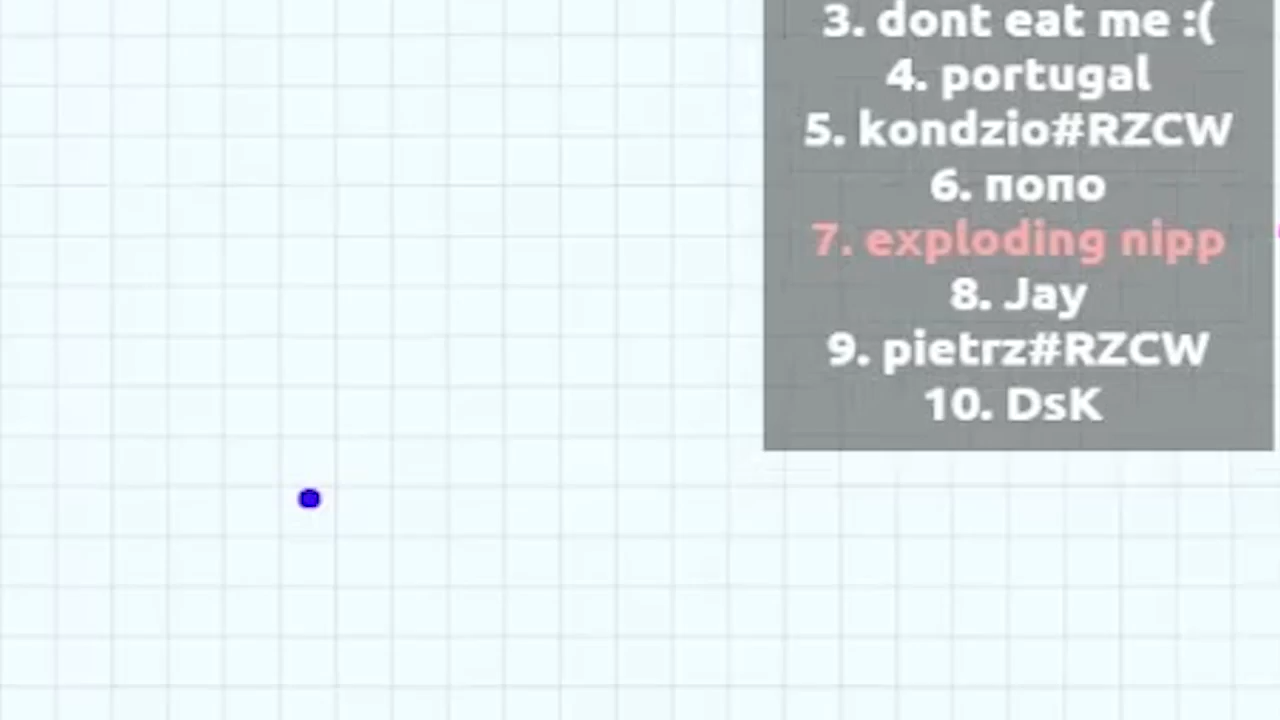 3. dont eat me :(
4. portugal
5. kondzio#RZCW
6. попо
7. exploding nipp
8. Jay
9. pietrz#RZCW
10. DsK